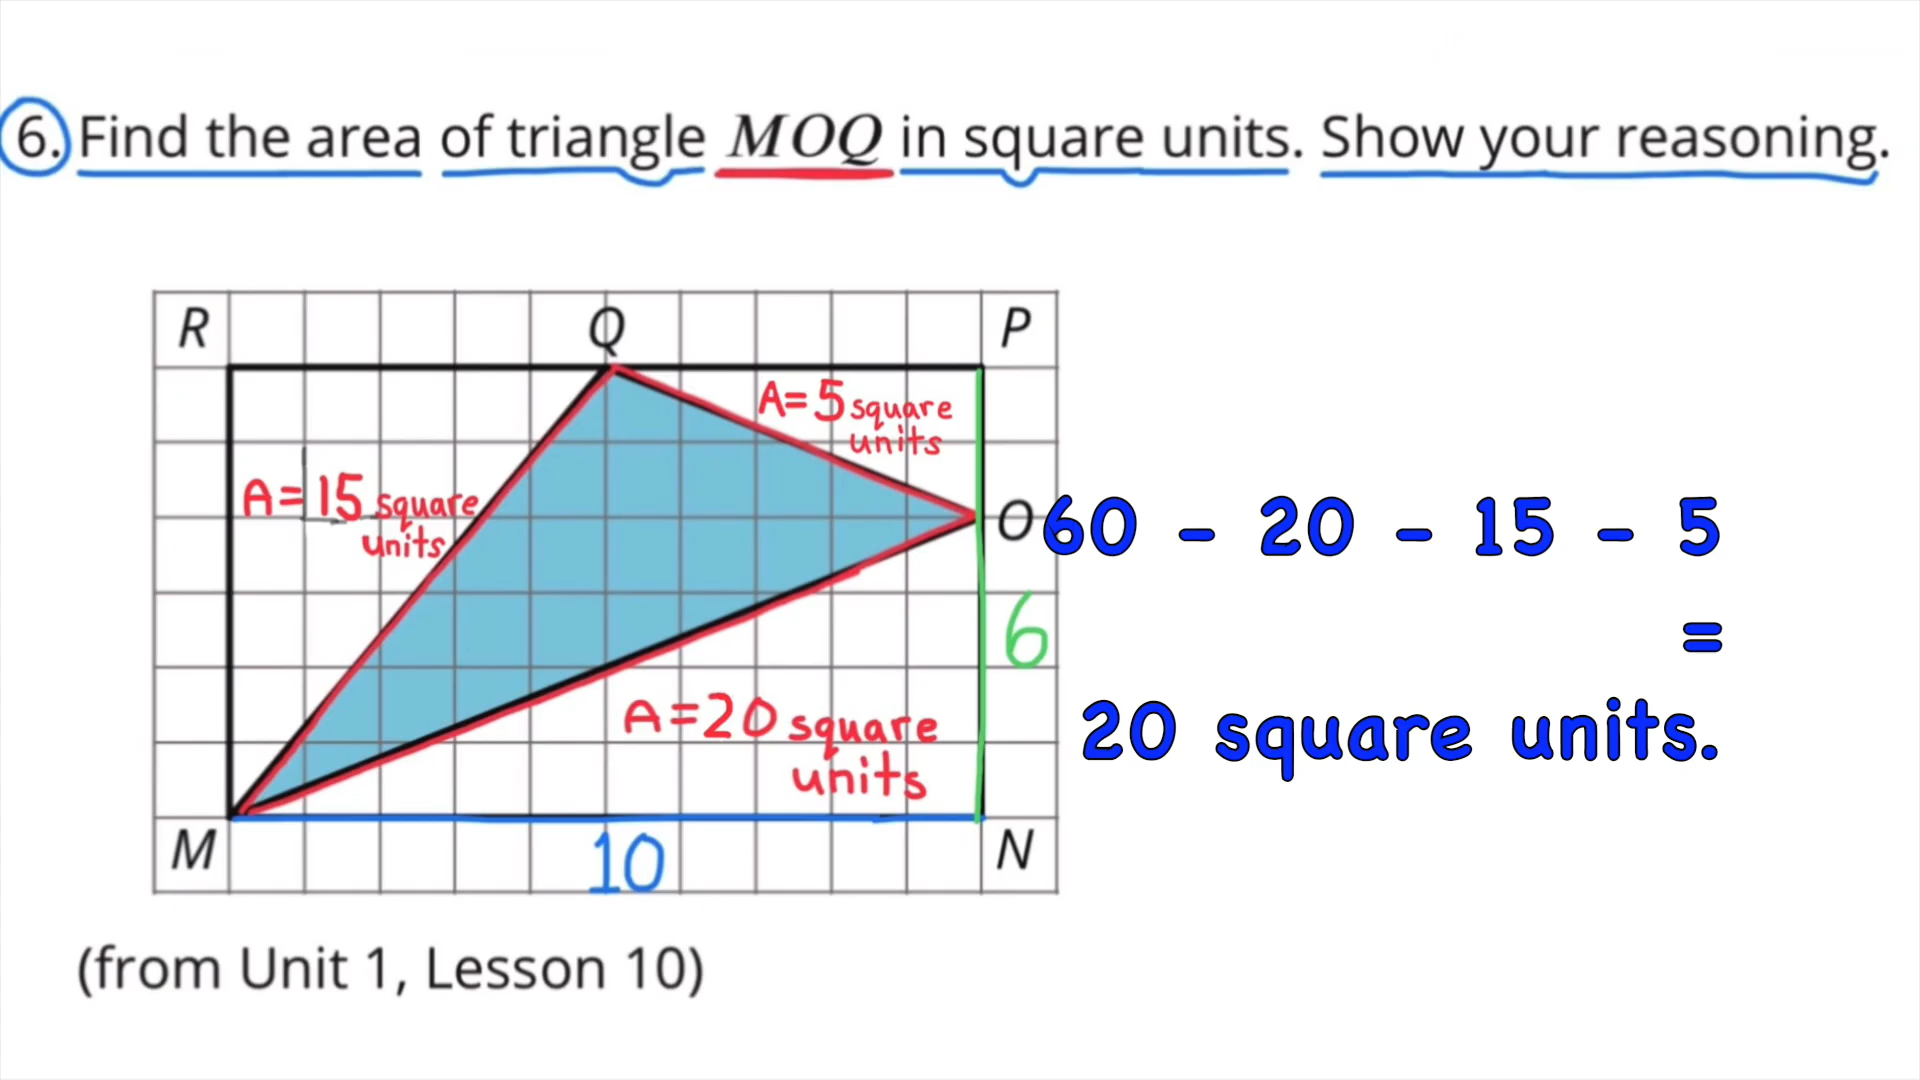 6. Find the area of triangle MOQ in square units. Show your reasoning.
R
Q
P
A=5 square
units
A=15 square
units
O
60 - 20 - 15 - 5
6
=
A=20 square
units
20 square units.
M
10
N
(from Unit 1, Lesson 10)